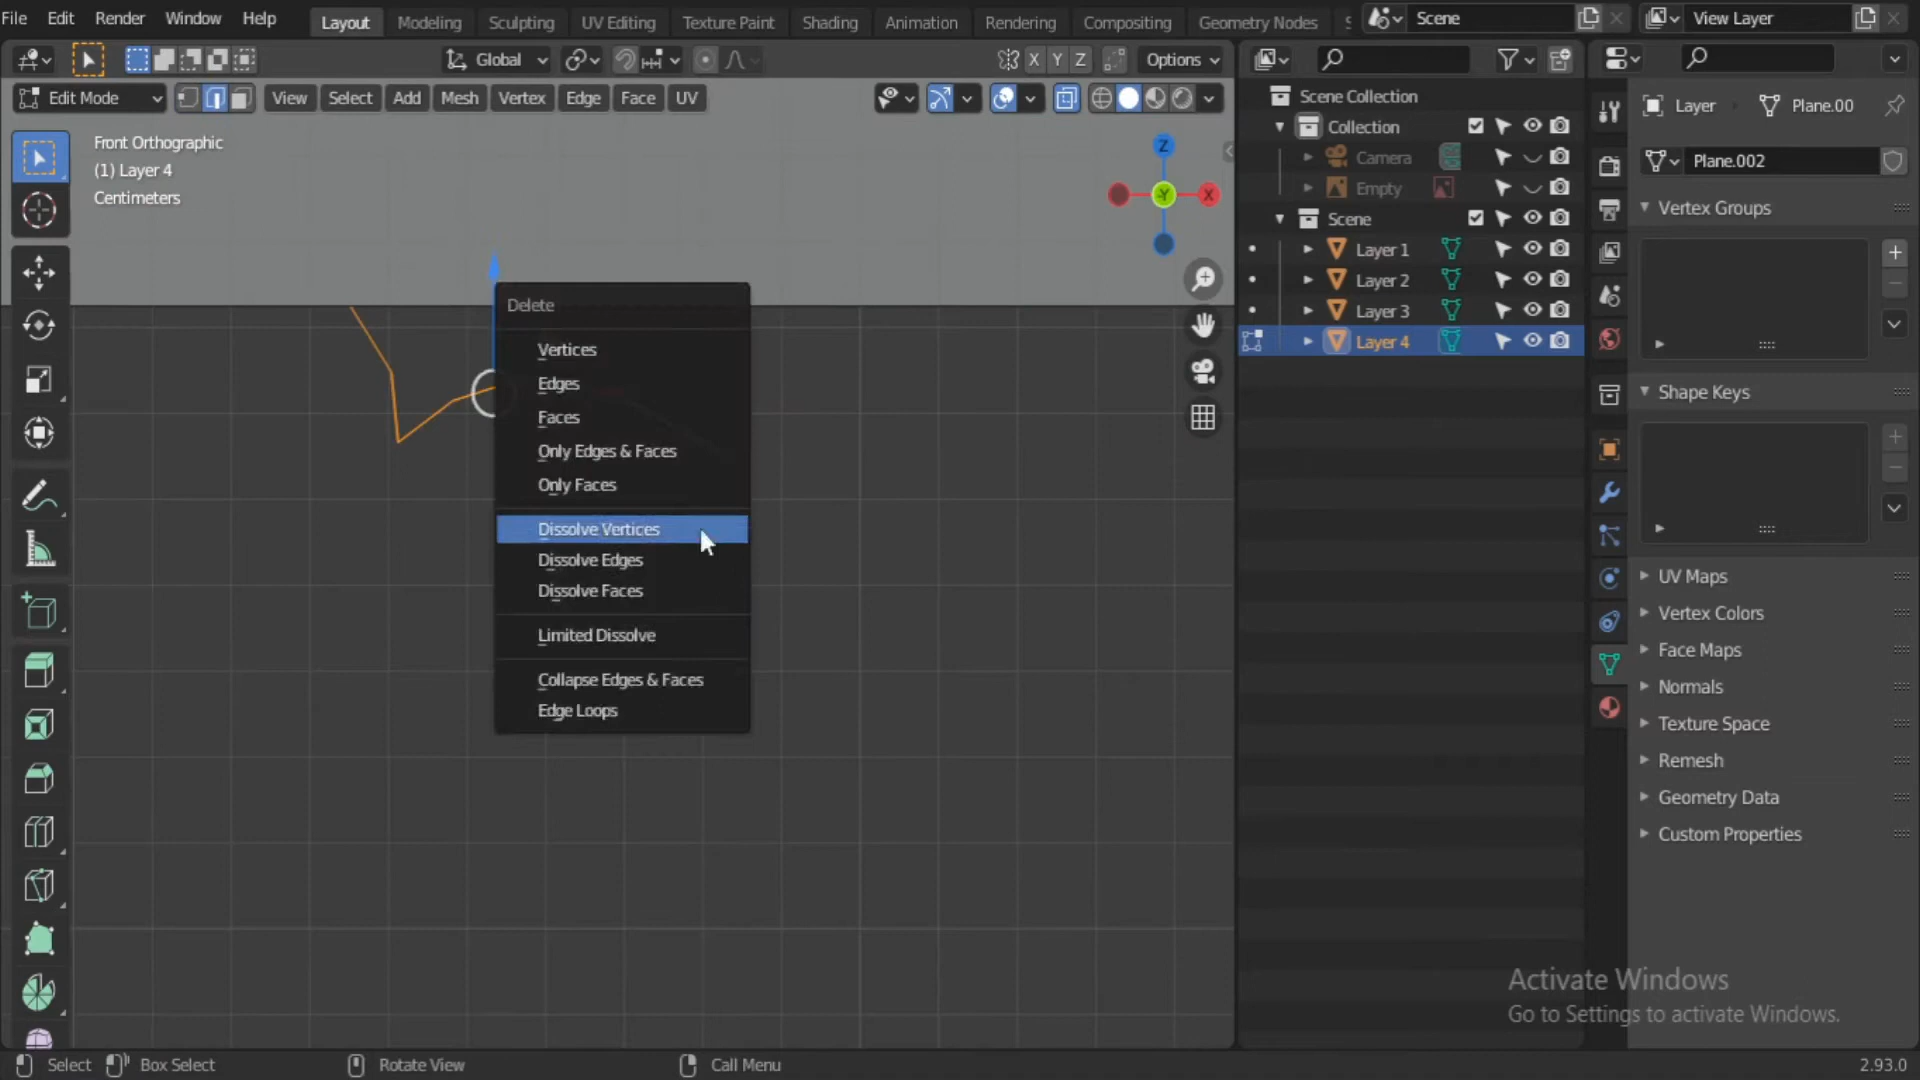 File Edit Render Window Help Layout Modeling Sculpting UV Editing Texture Paint Shading Animation Rendering Compositing Geometry Nodes Scene View Layer
Global X Y Z Options
Edit Mode View Select Add Mesh Vertex Edge Face UV
Front Orthographic
(1) Layer 4
Centimeters
Z
Y X
Delete
Vertices
Edges
Faces
Only Edges & Faces
Only Faces
Dissolve Vertices
Dissolve Edges
Dissolve Faces
Limited Dissolve
Collapse Edges & Faces
Edge Loops
Scene Collection
Collection
Camera
Empty
Scene
Layer 1
Layer 2
Layer 3
Layer 4
Layer Plane.00
Plane.002
Vertex Groups
Shape Keys
UV Maps
Vertex Colors
Face Maps
Normals
Texture Space
Remesh
Geometry Data
Custom Properties
Activate Windows
Go to Settings to activate Windows.
Select Box Select Rotate View Call Menu 2.93.0